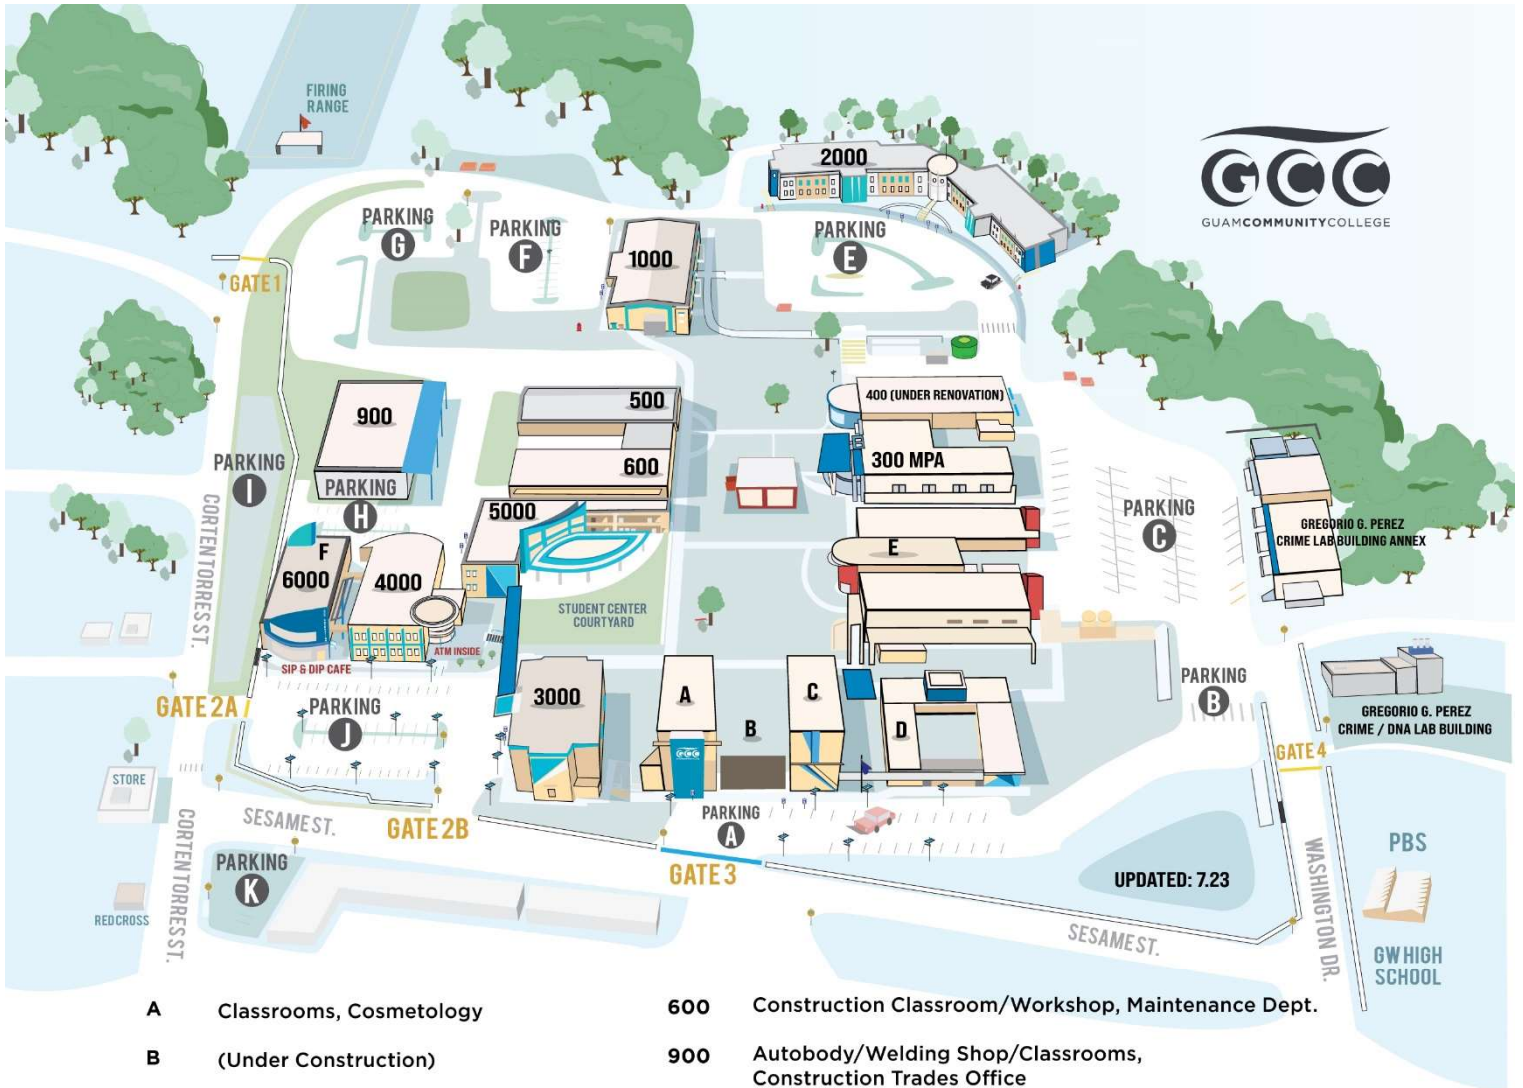 FIRING
RANGE
2000
GCC
GUAMCOMMUNITYCOLLEGE
PARKING
G
PARKING
F
1000
PARKING
E
GATE 1
900
500
400 (UNDER RENOVATION)
600
300 MPA
PARKING
I
PARKING
H
5000
PARKING
C
GREGORIO G. PEREZ
CRIME LAB BUILDING ANNEX
CORTEN TORRES ST.
F
6000
4000
E
STUDENT CENTER
COURTYARD
SIP & DIP CAFE
ATM INSIDE
GATE 2A
PARKING
J
3000
A
B
C
D
PARKING
B
GREGORIO G. PEREZ
CRIME / DNA LAB BUILDING
GATE 4
GCC
STORE
SESAME ST.
GATE 2B
PARKING
A
GATE 3
CORTEN TORRES ST.
PARKING
K
RED CROSS
UPDATED: 7.23
WASHINGTON DR.
PBS
SESAME ST.
GW HIGH
SCHOOL
A Classrooms, Cosmetology
B (Under Construction)
600 Construction Classroom/Workshop, Maintenance Dept.
900 Autobody/Welding Shop/Classrooms,
Construction Trades Office